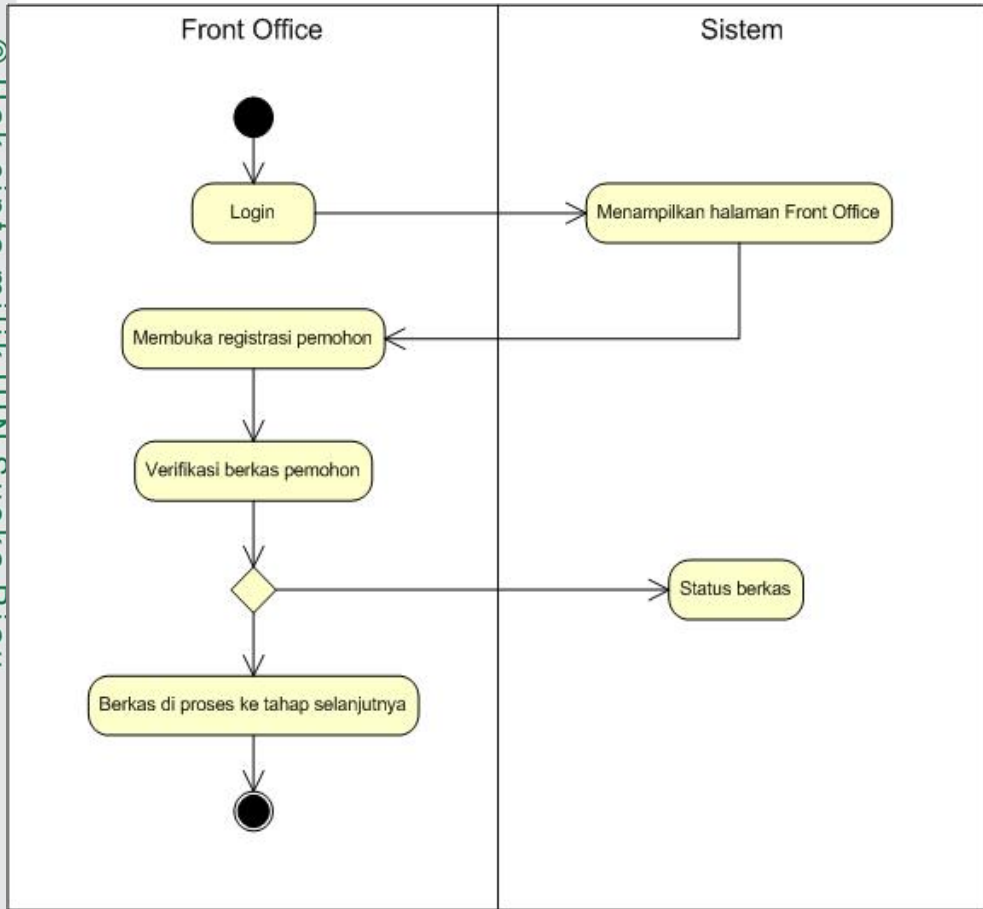 Front Office
Sistem
Login
Menampilkan halaman Front Office
Membuka registrasi pemohon
Verifikasi berkas pemohon
Status berkas
Berkas di proses ke tahap selanjutnya